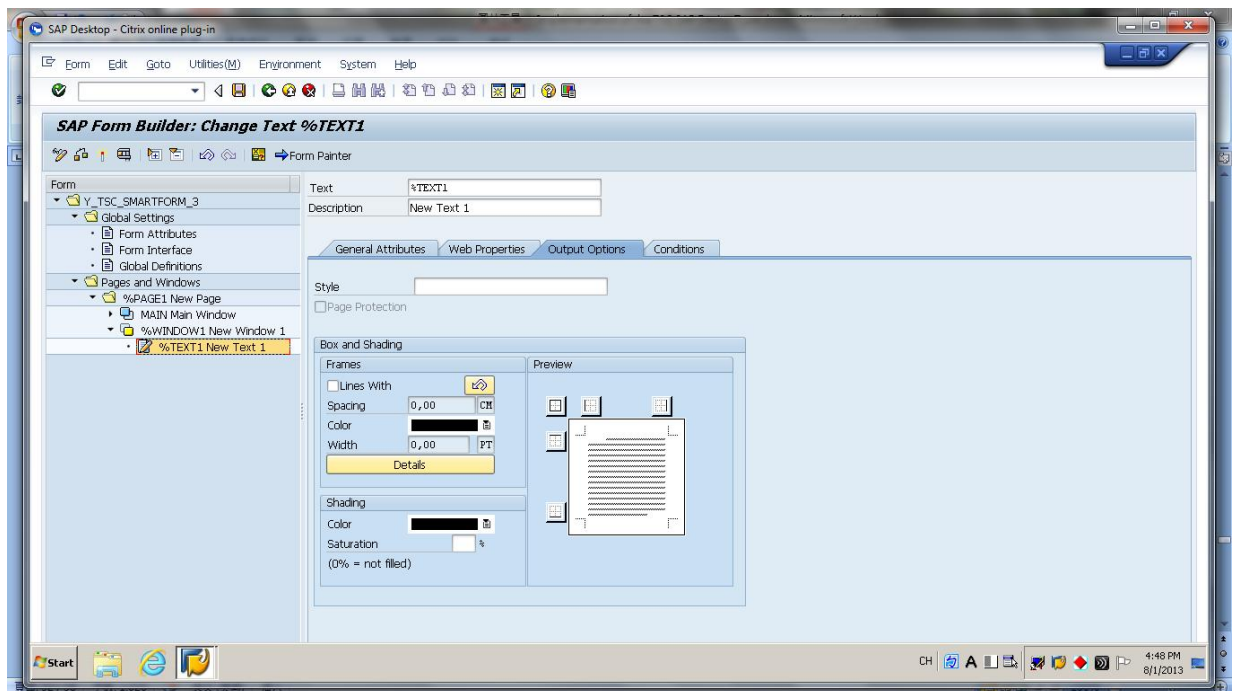 SAP Desktop - Citrix online plug-in
Form Edit Goto Utilities(M) Environment System Help
SAP Form Builder: Change Text %TEXT1
Form Painter
Form
Y_TSC_SMARTFORM_3
Global Settings
Form Attributes
Form Interface
Global Definitions
Pages and Windows
%PAGE1 New Page
MAIN Main Window
%WINDOW1 New Window 1
%TEXT1 New Text 1
Text %TEXT1
Description New Text 1
General Attributes Web Properties Output Options Conditions
Style
Page Protection
Box and Shading
Frames
Lines With
Spacing 0,00 CM
Color
Width 0,00 PT
Details
Preview
Shading
Color
Saturation %
(0% = not filled)
Start
CH A
4:48 PM
8/1/2013